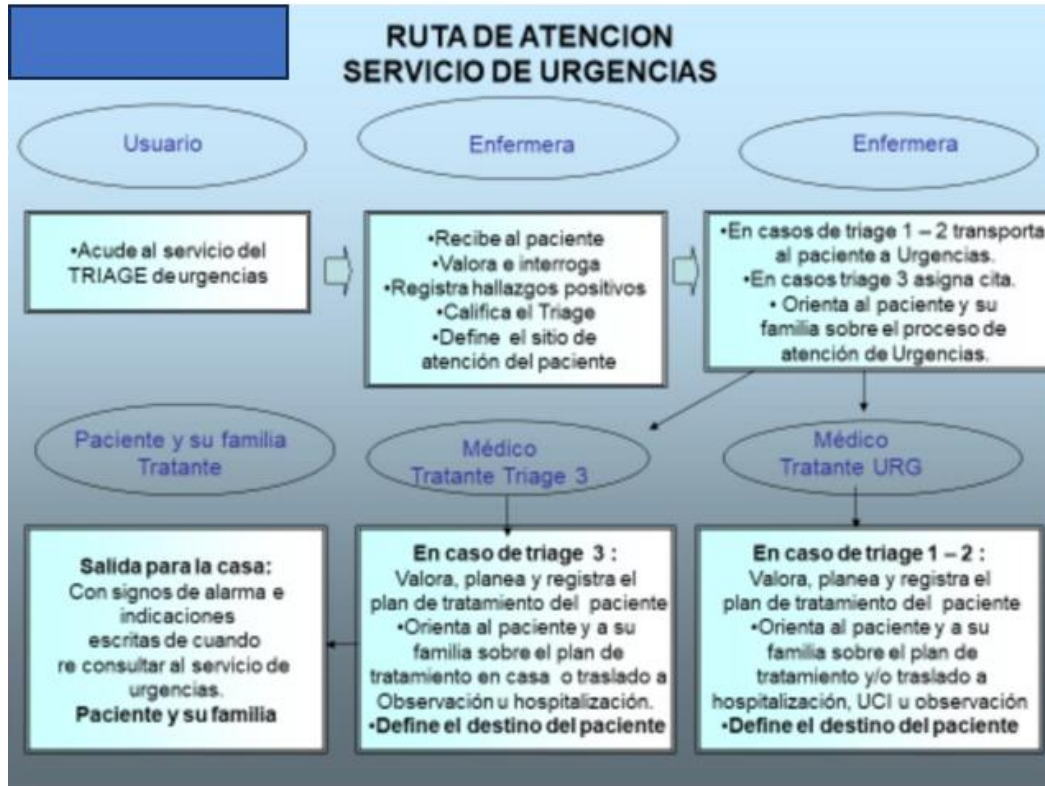 RUTA DE ATENCION
SERVICIO DE URGENCIAS
Usuario
Enfermera
Enfermera
•Acude al servicio del
TRIAGE de urgencias
•Recibe al paciente
•Valora e interroga
•Registra hallazgos positivos
•Califica el Triage
•Define el sitio de
atención del paciente
•En casos de triage 1 – 2 transporta
al paciente a Urgencias.
•En casos triage 3 asigna cita.
• Orienta al paciente y su
familia sobre el proceso de
atención de Urgencias.
Paciente y su familia
Tratante
Médico
Tratante Triage 3
Médico
Tratante URG
Salida para la casa:
Con signos de alarma e
indicaciones
escritas de cuando
re consultar al servicio de
urgencias.
Paciente y su familia
En caso de triage 3 :
Valora, planea y registra el
plan de tratamiento del paciente
•Orienta al paciente y a su
familia sobre el plan de
tratamiento en casa o traslado a
Observación u hospitalización.
•Define el destino del paciente
En caso de triage 1 – 2 :
Valora, planea y registra el
plan de tratamiento del paciente
•Orienta al paciente y a su
familia sobre el plan de
tratamiento y/o traslado a
hospitalización, UCI u observación
•Define el destino del paciente